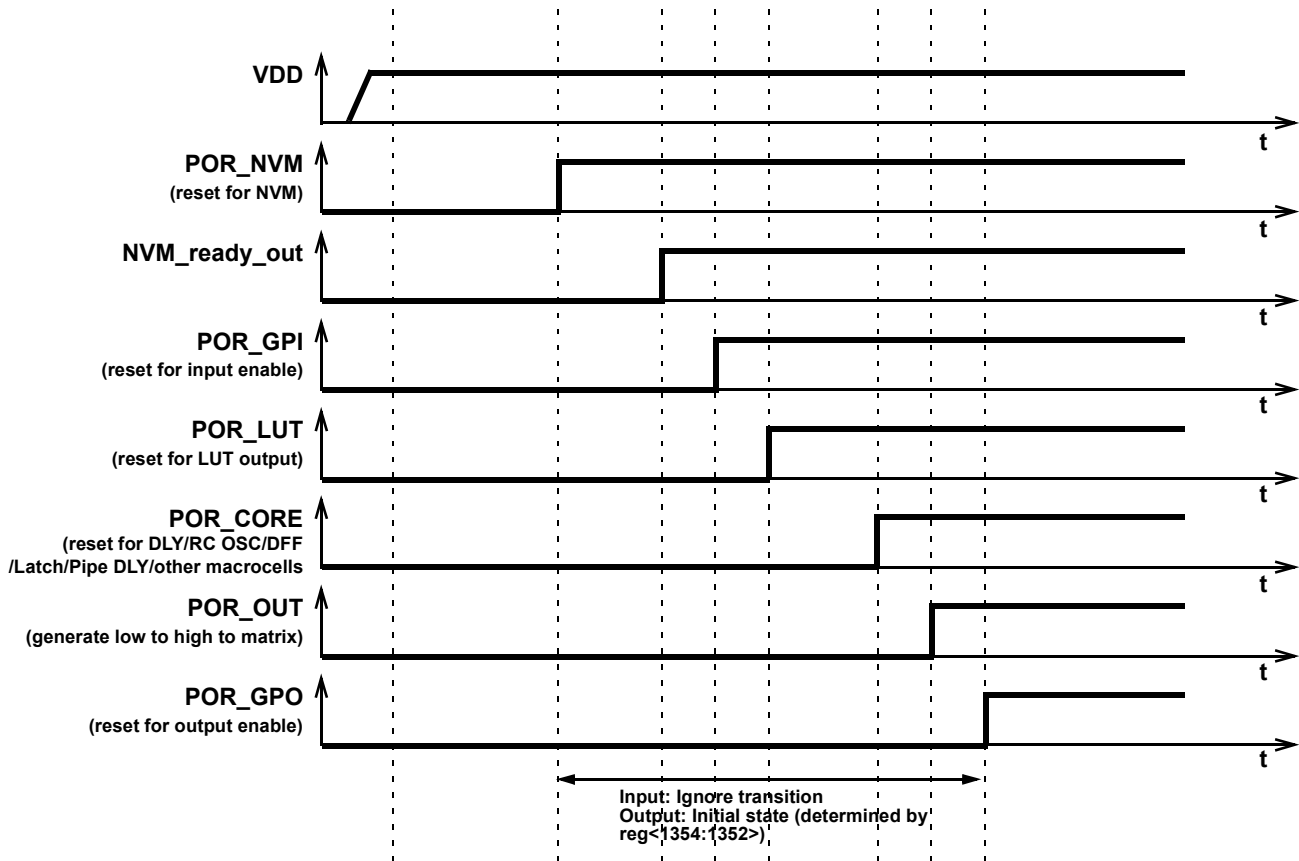 VDD
t
POR_NVM
(reset for NVM)
t
NVM_ready_out
t
POR_GPI
(reset for input enable)
t
POR_LUT
(reset for LUT output)
t
POR_CORE
(reset for DLY/RC OSC/DFF
/Latch/Pipe DLY/other macrocells
t
POR_OUT
(generate low to high to matrix)
t
POR_GPO
(reset for output enable)
t
Input: Ignore transition
Output: Initial state (determined by
reg<1354:1352>)